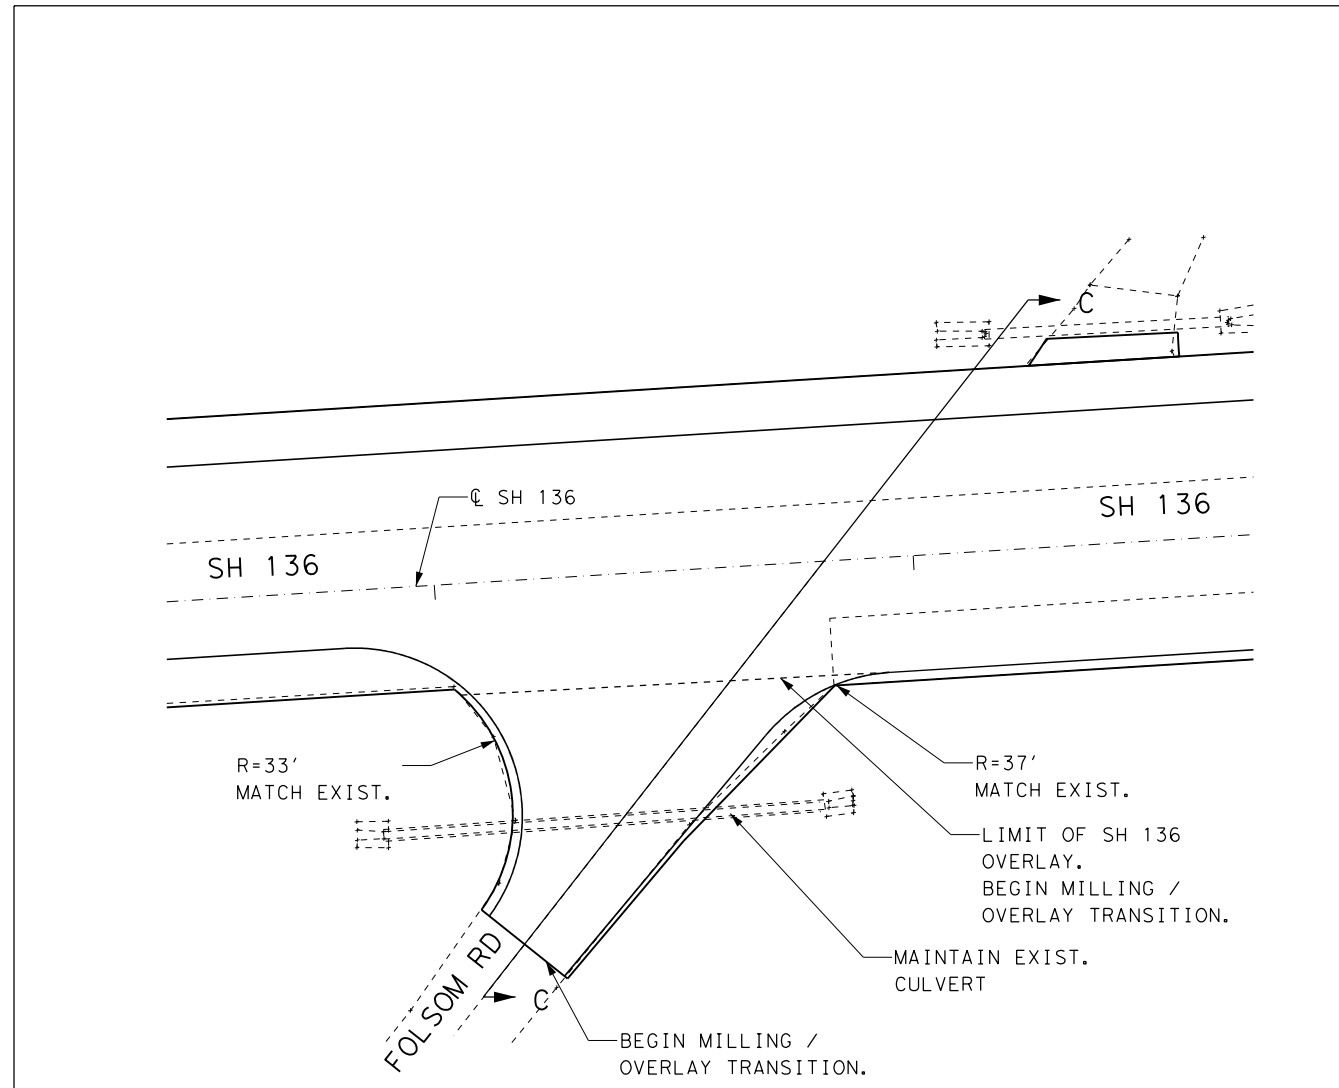 C
℄ SH 136
SH 136
SH 136
R=33'
MATCH EXIST.
R=37'
MATCH EXIST.
LIMIT OF SH 136
OVERLAY.
BEGIN MILLING /
OVERLAY TRANSITION.
MAINTAIN EXIST.
CULVERT
FOLSOM RD
C
BEGIN MILLING /
OVERLAY TRANSITION.